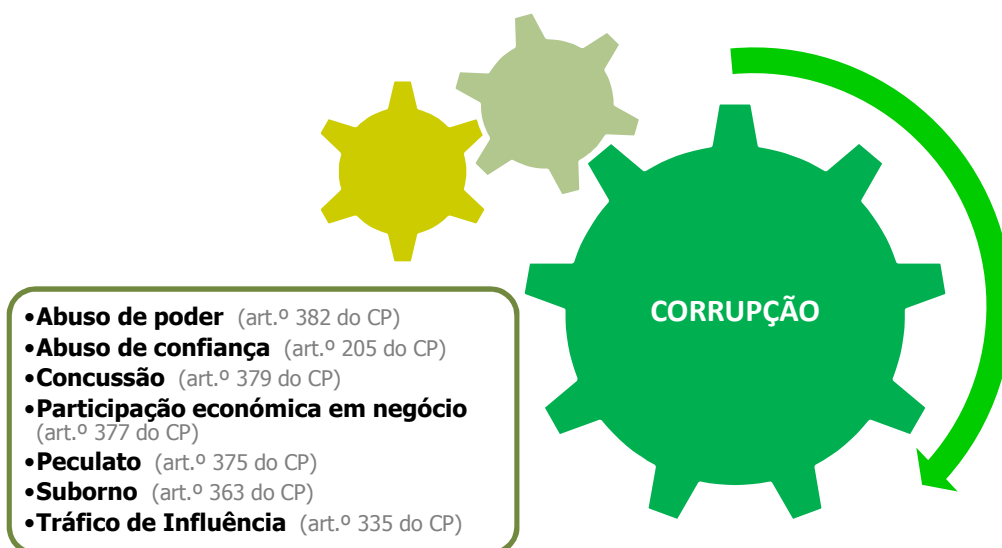 CORRUPÇÃO
•Abuso de poder (art.º 382 do CP)
•Abuso de confiança (art.º 205 do CP)
•Concussão (art.º 379 do CP)
•Participação económica em negócio
(art.º 377 do CP)
•Peculato (art.º 375 do CP)
•Suborno (art.º 363 do CP)
•Tráfico de Influência (art.º 335 do CP)